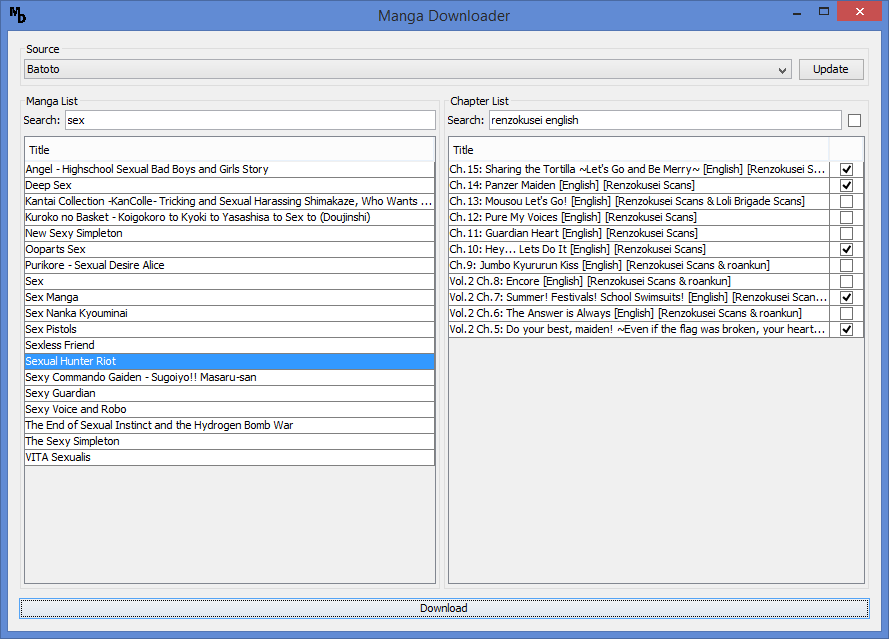 MD
Manga Downloader
Source
Batoto
Update
Manga List
Search: sex
Title
Angel - Highschool Sexual Bad Boys and Girls Story
Deep Sex
Kantai Collection -KanColle- Tricking and Sexual Harassing Shimakaze, Who Wants ...
Kuroko no Basket - Koigokoro to Kyoki to Yasashisa to Sex to (Doujinshi)
New Sexy Simpleton
Ooparts Sex
Purikore - Sexual Desire Alice
Sex
Sex Manga
Sex Nanka Kyouminai
Sex Pistols
Sexless Friend
Sexual Hunter Riot
Sexy Commando Gaiden - Sugoiyo!! Masaru-san
Sexy Guardian
Sexy Voice and Robo
The End of Sexual Instinct and the Hydrogen Bomb War
The Sexy Simpleton
VITA Sexualis
Chapter List
Search: renzokusei english
Title
Ch.15: Sharing the Tortilla ~Let's Go and Be Merry~ [English] [Renzokusei S...
Ch.14: Panzer Maiden [English] [Renzokusei Scans]
Ch.13: Mousou Let's Go! [English] [Renzokusei Scans & Loli Brigade Scans]
Ch.12: Pure My Voices [English] [Renzokusei Scans]
Ch.11: Guardian Heart [English] [Renzokusei Scans]
Ch.10: Hey... Lets Do It [English] [Renzokusei Scans]
Ch.9: Jumbo Kyururun Kiss [English] [Renzokusei Scans & roankun]
Vol.2 Ch.8: Encore [English] [Renzokusei Scans & roankun]
Vol.2 Ch.7: Summer! Festivals! School Swimsuits! [English] [Renzokusei Scan...
Vol.2 Ch.6: The Answer is Always [English] [Renzokusei Scans & roankun]
Vol.2 Ch.5: Do your best, maiden! ~Even if the flag was broken, your heart...
Download